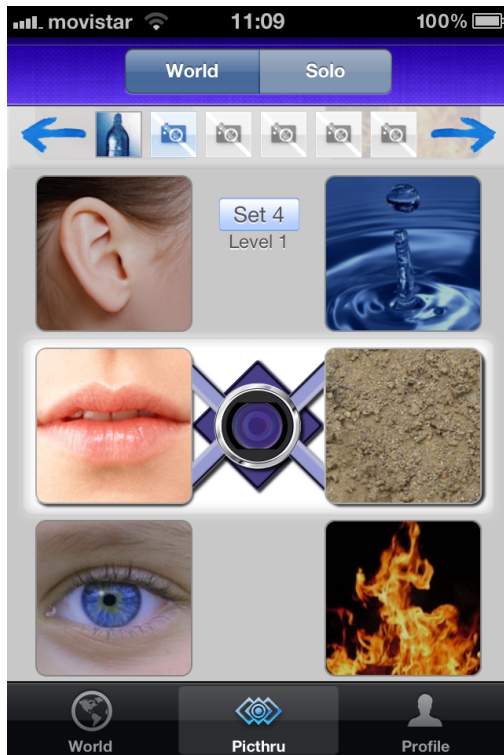 movistar 11:09 100%
World Solo
Set 4
Level 1
World Picthru Profile